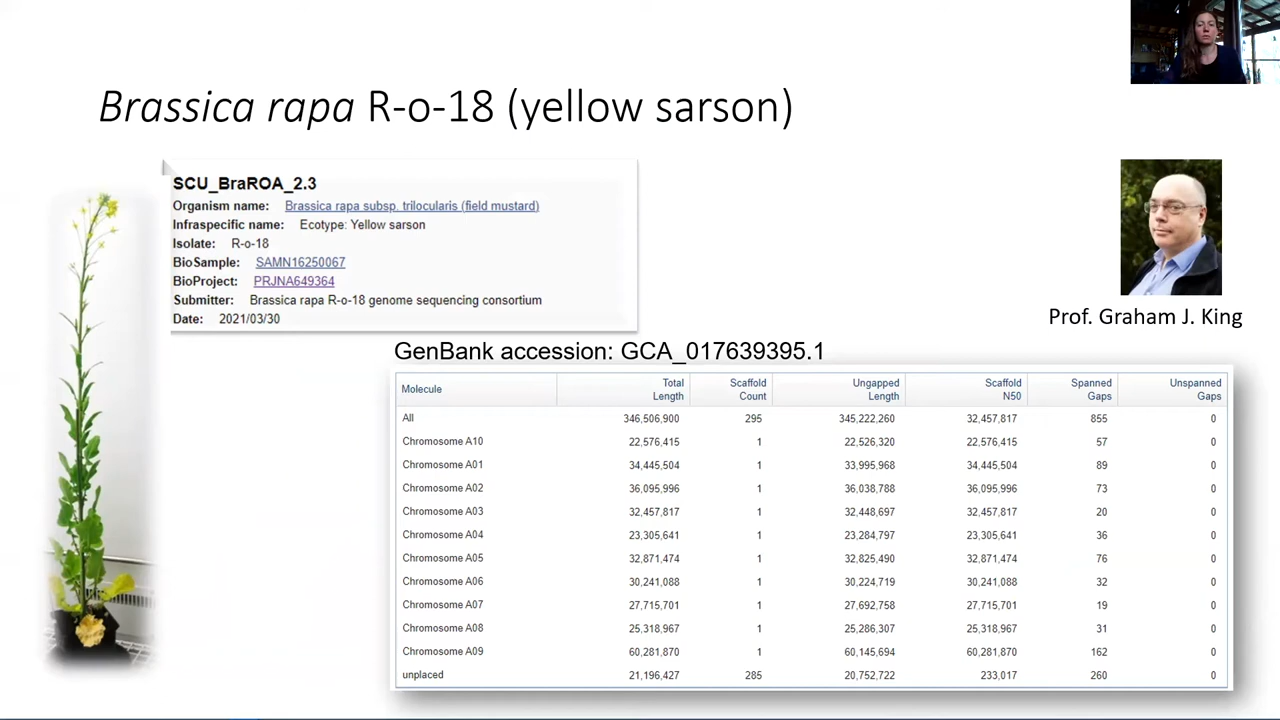 Brassica rapa R-o-18 (yellow sarson)
SCU_BraROA_2.3
Organism name: Brassica rapa subsp. trilocularis (field mustard)
Infraspecific name: Ecotype: Yellow sarson
Isolate: R-o-18
BioSample: SAMN16250067
BioProject: PRJNA649364
Submitter: Brassica rapa R-o-18 genome sequencing consortium
Date: 2021/03/30
Prof. Graham J. King
GenBank accession: GCA_017639395.1
Molecule Total Length Scaffold Count Ungapped Length Scaffold N50 Spanned Gaps Unspanned Gaps
All 346,506,900 295 345,222,260 32,457,817 855 0
Chromosome A10 22,576,415 1 22,526,320 22,576,415 57 0
Chromosome A01 34,445,504 1 33,995,968 34,445,504 89 0
Chromosome A02 36,095,996 1 36,038,788 36,095,996 73 0
Chromosome A03 32,457,817 1 32,448,697 32,457,817 20 0
Chromosome A04 23,305,641 1 23,284,797 23,305,641 36 0
Chromosome A05 32,871,474 1 32,825,490 32,871,474 76 0
Chromosome A06 30,241,088 1 30,224,719 30,241,088 32 0
Chromosome A07 27,715,701 1 27,692,758 27,715,701 19 0
Chromosome A08 25,318,967 1 25,286,307 25,318,967 31 0
Chromosome A09 60,281,870 1 60,145,694 60,281,870 162 0
unplaced 21,196,427 285 20,752,722 233,017 260 0